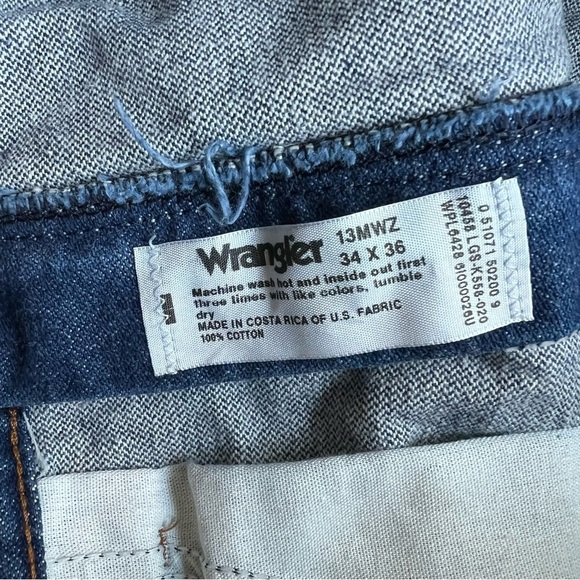 Wrangler 13MWZ
34 X 36
Machine wash hot and inside out first
three times with like colors, tumble
dry
MADE IN COSTA RICA OF U.S. FABRIC
100% COTTON
0 51071 50200 9
10458 LGS-K558-020
WPL6428 6I000026U